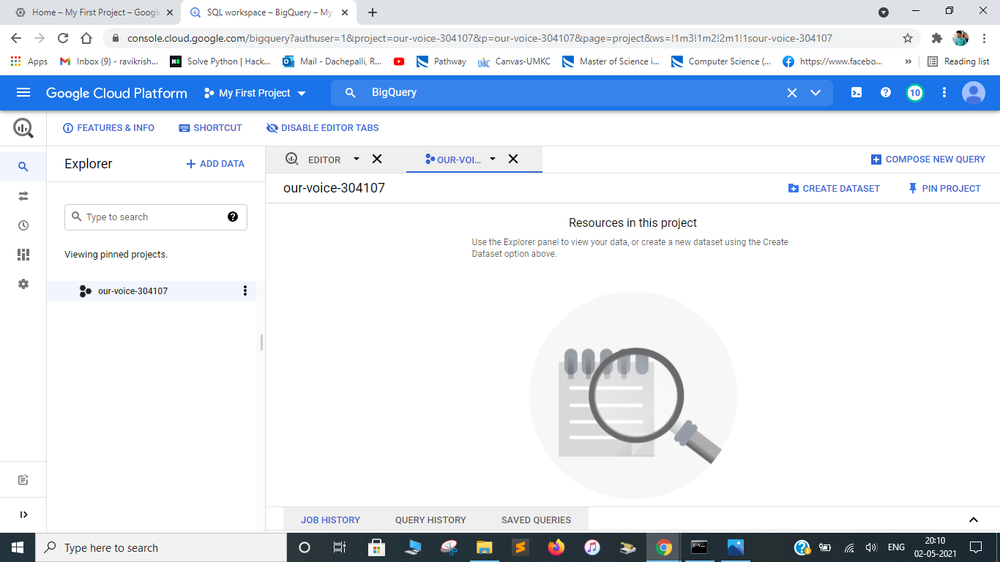 Home – My First Project – Google
SQL workspace – BigQuery – My
console.cloud.google.com/bigquery?authuser=1&project=our-voice-304107&p=our-voice-304107&page=project&ws=!1m3!1m2!2m1!1sour-voice-304107
Apps
Inbox (9) - ravikrish...
Solve Python | Hack...
Mail - Dachepalli, R...
Pathway
Canvas-UMKC
Master of Science i...
Computer Science (...
https://www.facebo...
»
Reading list
Google Cloud Platform
My First Project
BigQuery
10
FEATURES & INFO
SHORTCUT
DISABLE EDITOR TABS
Explorer
+ ADD DATA
EDITOR
OUR-VOI...
COMPOSE NEW QUERY
our-voice-304107
CREATE DATASET
PIN PROJECT
Type to search
Viewing pinned projects.
our-voice-304107
Resources in this project
Use the Explorer panel to view your data, or create a new dataset using the Create
Dataset option above.
JOB HISTORY
QUERY HISTORY
SAVED QUERIES
Type here to search
ENG
20:10
02-05-2021